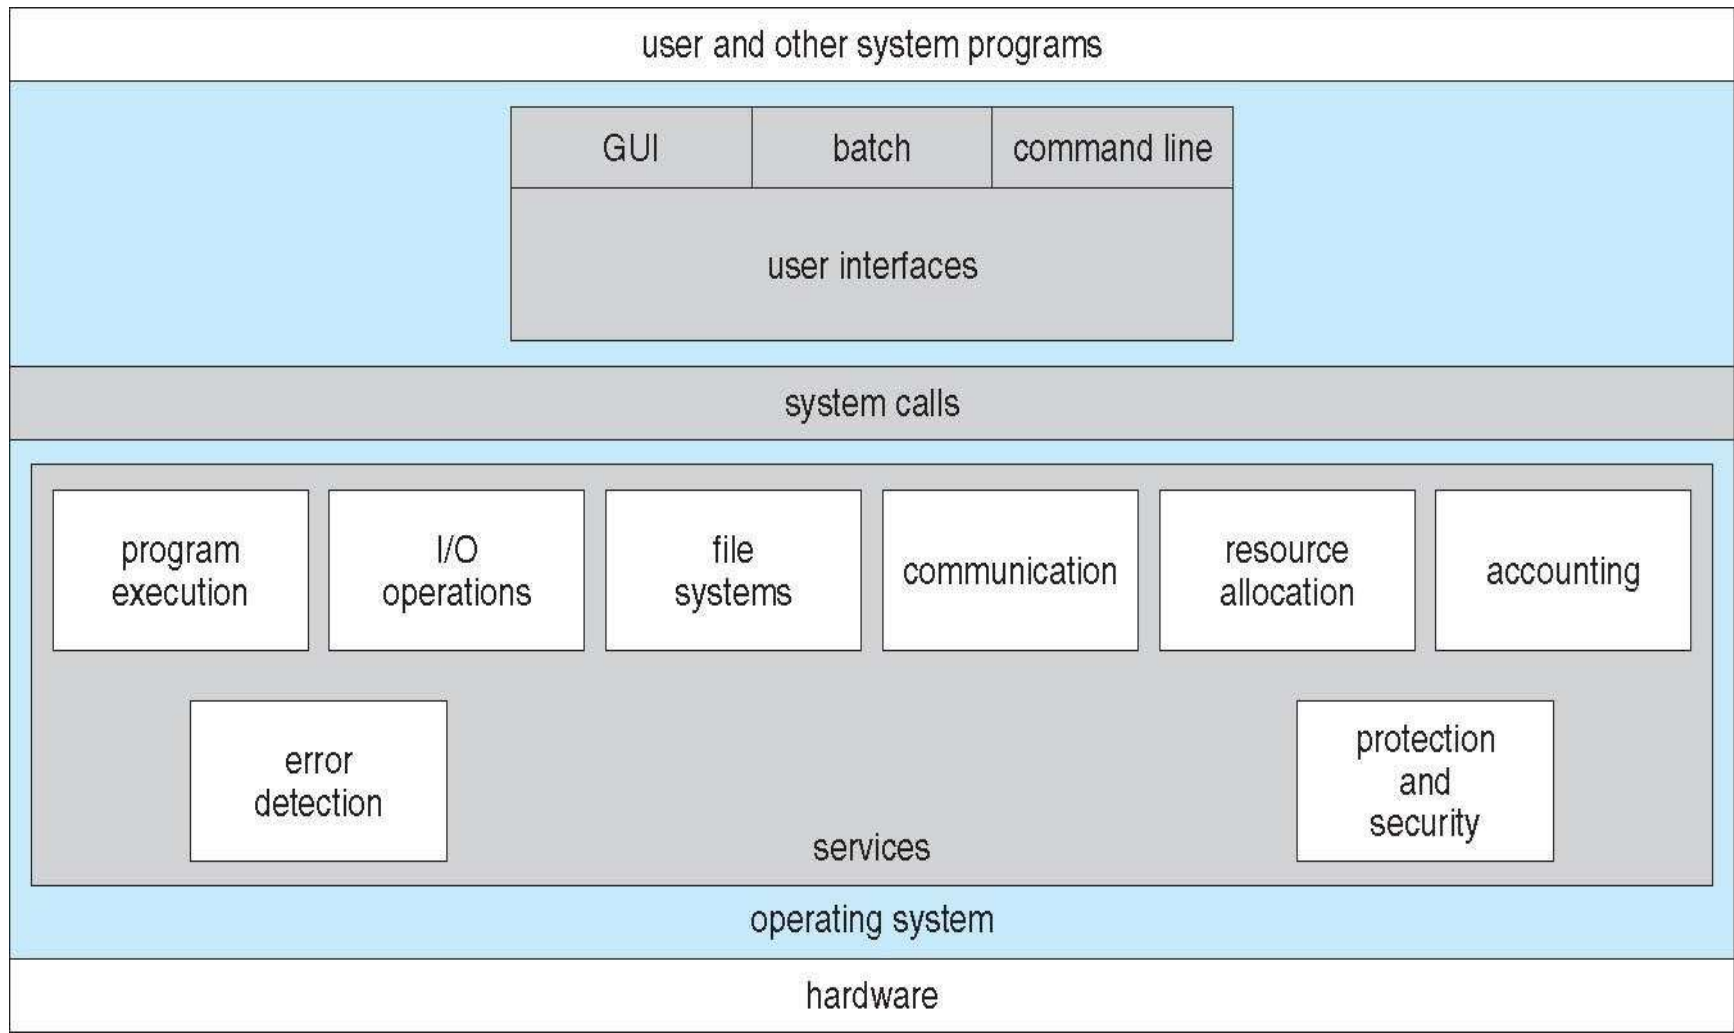 user and other system programs
GUI
batch
command line
user interfaces
system calls
program
execution
I/O
operations
file
systems
communication
resource
allocation
accounting
error
detection
protection
and
security
services
operating system
hardware